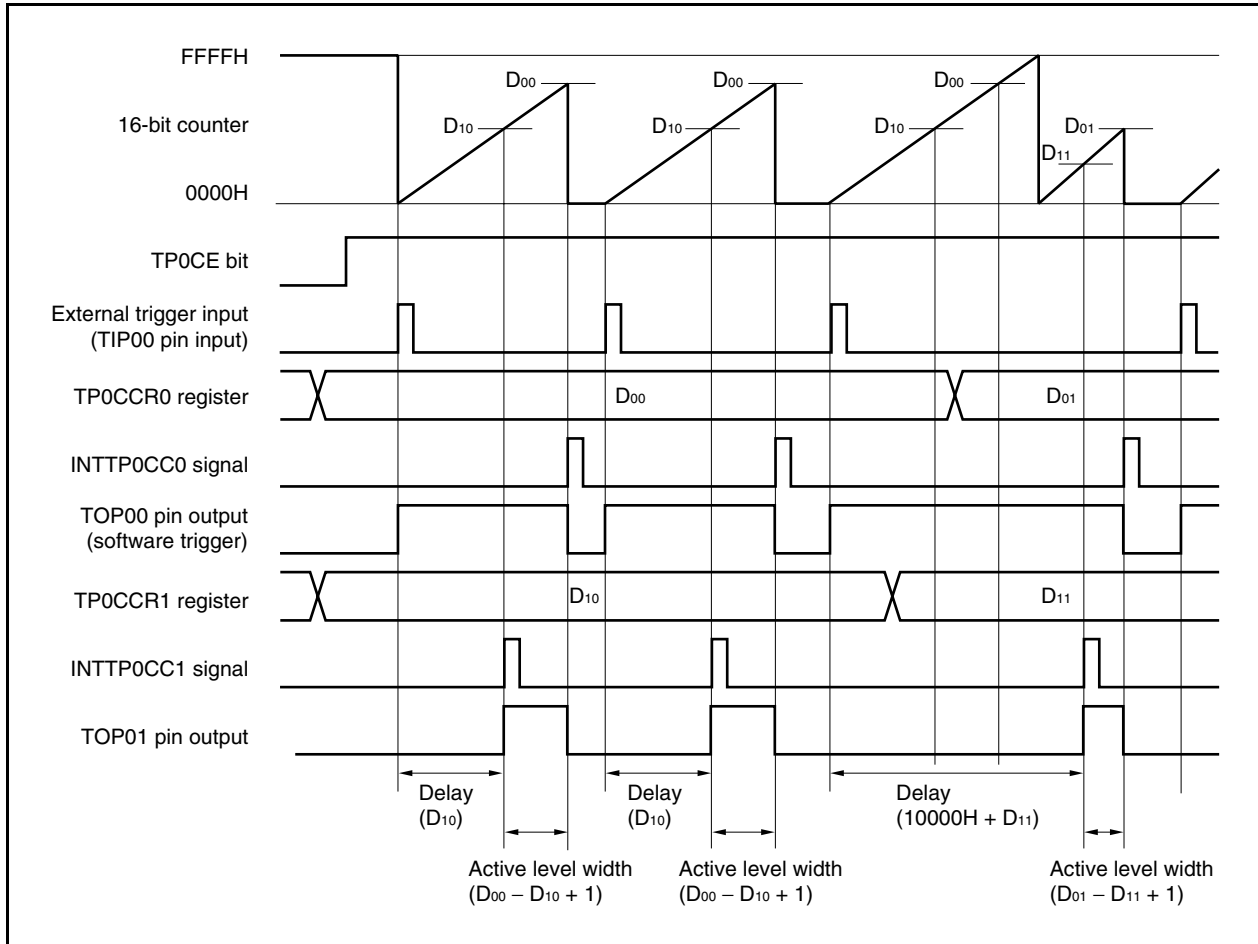 FFFFH
D00
D00
D00
16-bit counter
D10
D10
D10
D01
D11
0000H
TP0CE bit
External trigger input
(TIP00 pin input)
TP0CCR0 register
D00
D01
INTTP0CC0 signal
TOP00 pin output
(software trigger)
TP0CCR1 register
D10
D11
INTTP0CC1 signal
TOP01 pin output
Delay
(D10)
Delay
(D10)
Delay
(10000H + D11)
Active level width
(D00 − D10 + 1)
Active level width
(D00 − D10 + 1)
Active level width
(D01 − D11 + 1)